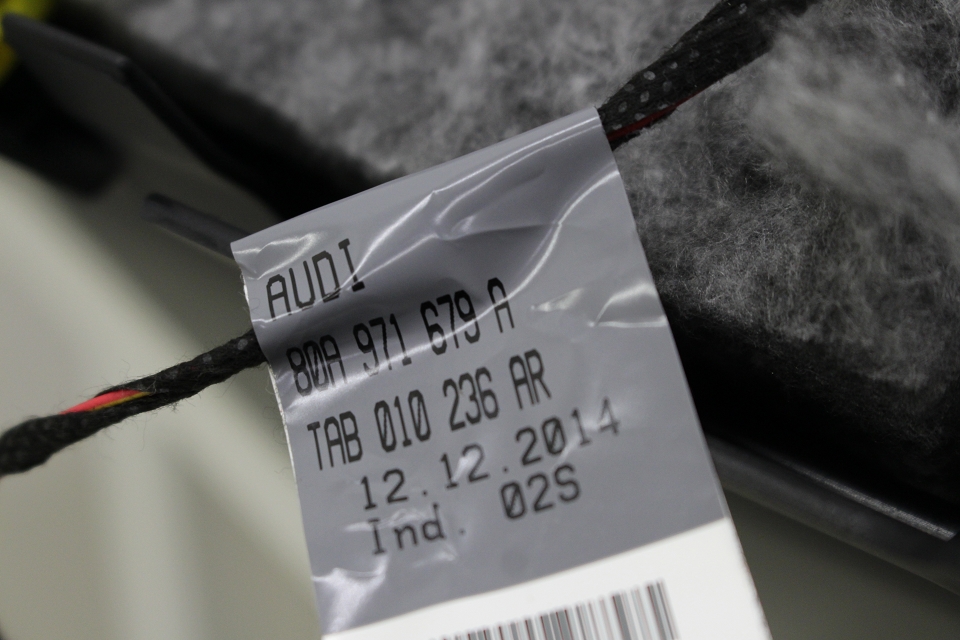 AUDI
80A 971 679 A
TAB 010 236 AR
12.12.2014
Ind. 02S